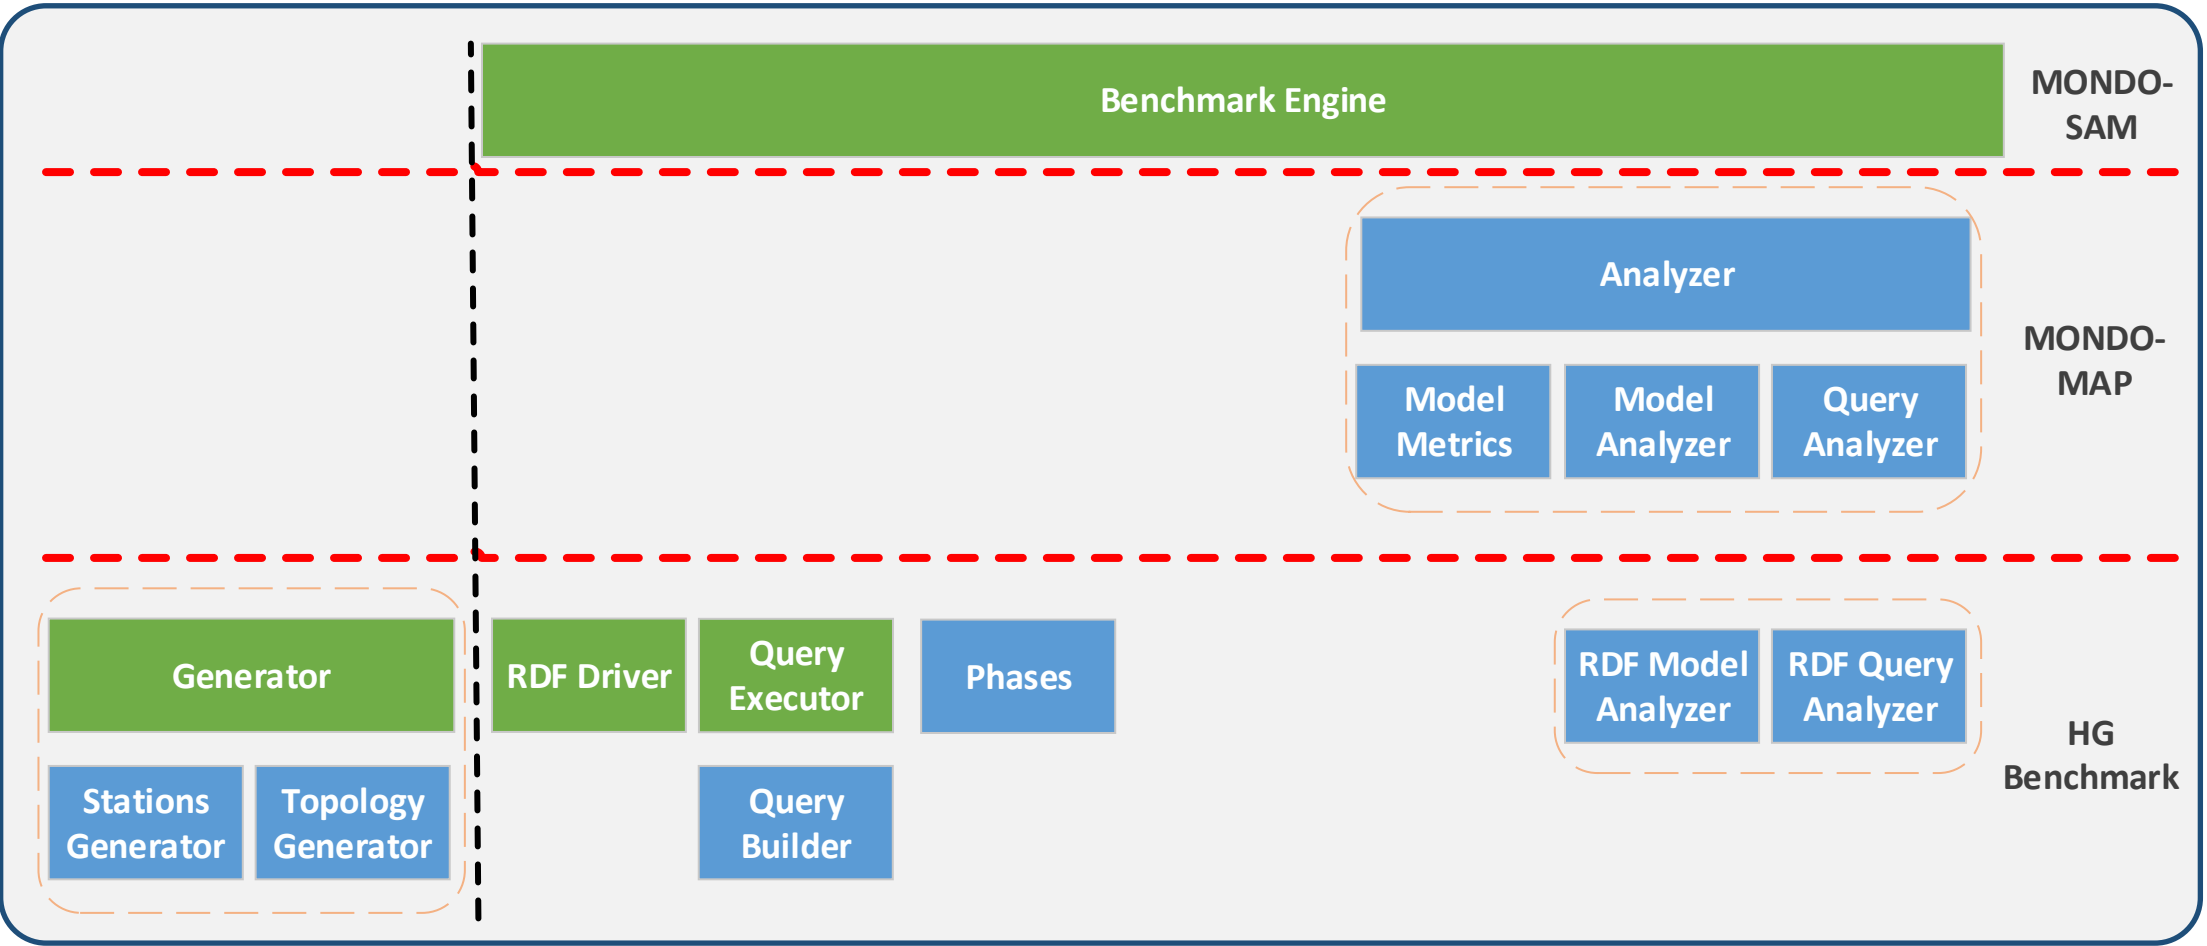 Benchmark Engine
MONDO-
SAM
Analyzer
Model
Metrics
Model
Analyzer
Query
Analyzer
MONDO-
MAP
Generator
RDF Driver
Query
Executor
Phases
RDF Model
Analyzer
RDF Query
Analyzer
Stations
Generator
Topology
Generator
Query
Builder
HG
Benchmark